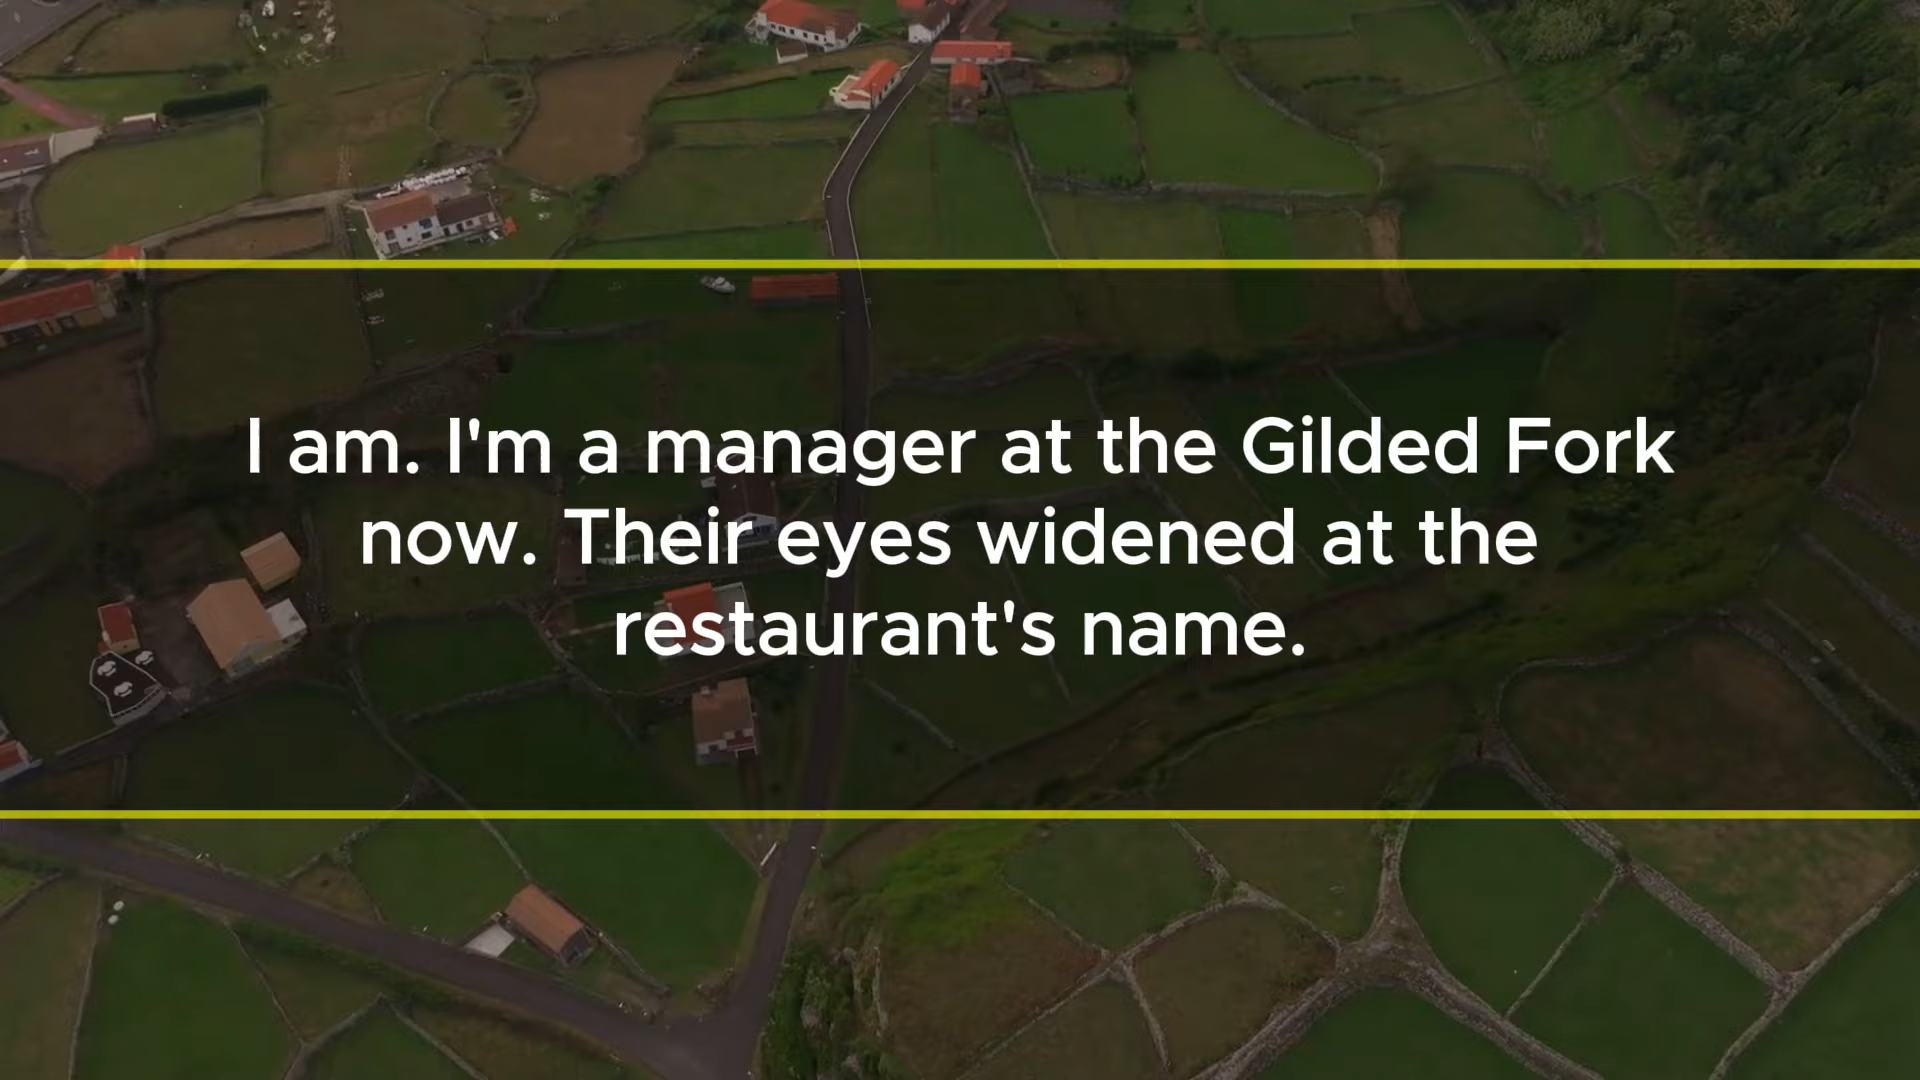 I am. I'm a manager at the Gilded Fork
now. Their eyes widened at the
restaurant's name.